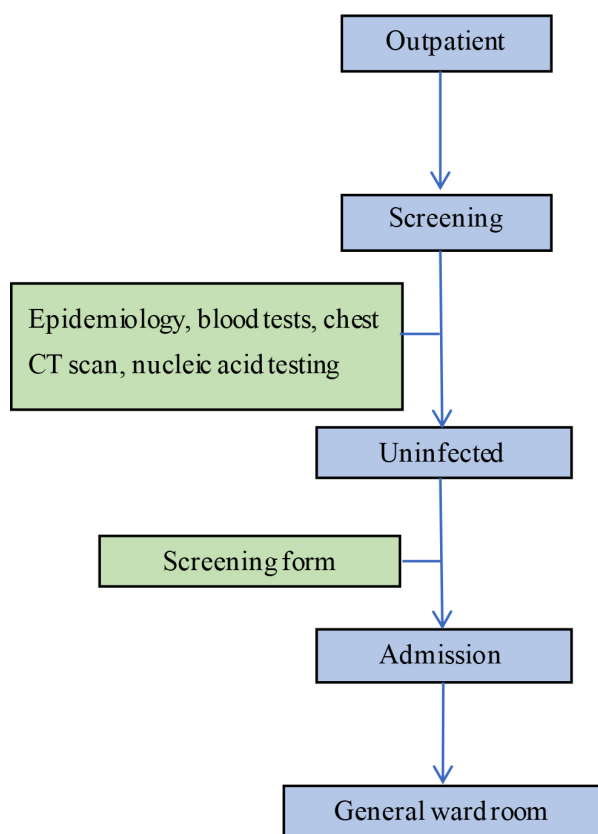 Outpatient
Screening
Epidemiology, blood tests, chest
CT scan, nucleic acid testing
Uninfected
Screening form
Admission
General ward room